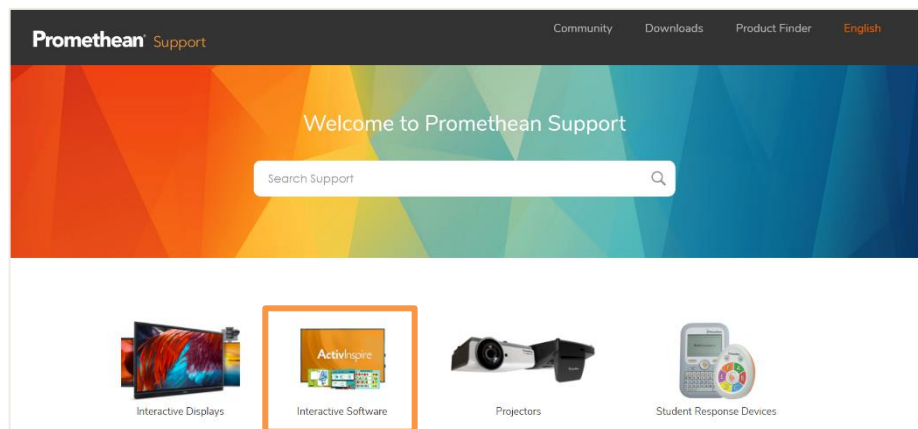 Promethean Support
Community Downloads Product Finder English
Welcome to Promethean Support
Search Support
ActivInspire
Interactive Displays
Interactive Software
Projectors
Student Response Devices